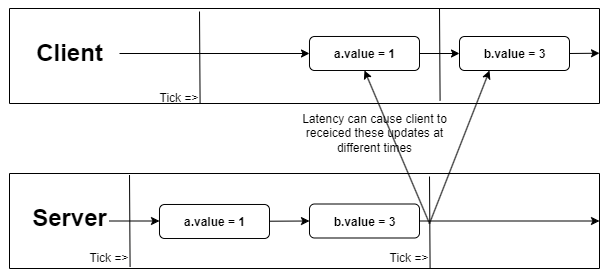 Client
a.value = 1
b.value = 3
Tick =>
Latency can cause client to
receiced these updates at
different times
Server
a.value = 1
b.value = 3
Tick =>
Tick =>